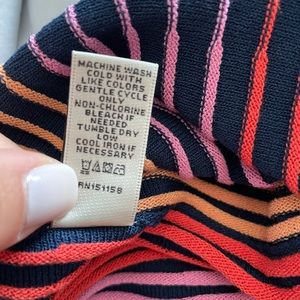 MACHINE WASH
COLD WITH
LIKE COLORS
GENTLE CYCLE
ONLY
NON-CHLORINE
BLEACH IF
NEEDED
TUMBLE DRY
LOW
COOL IRON IF
NECESSARY
RN151158